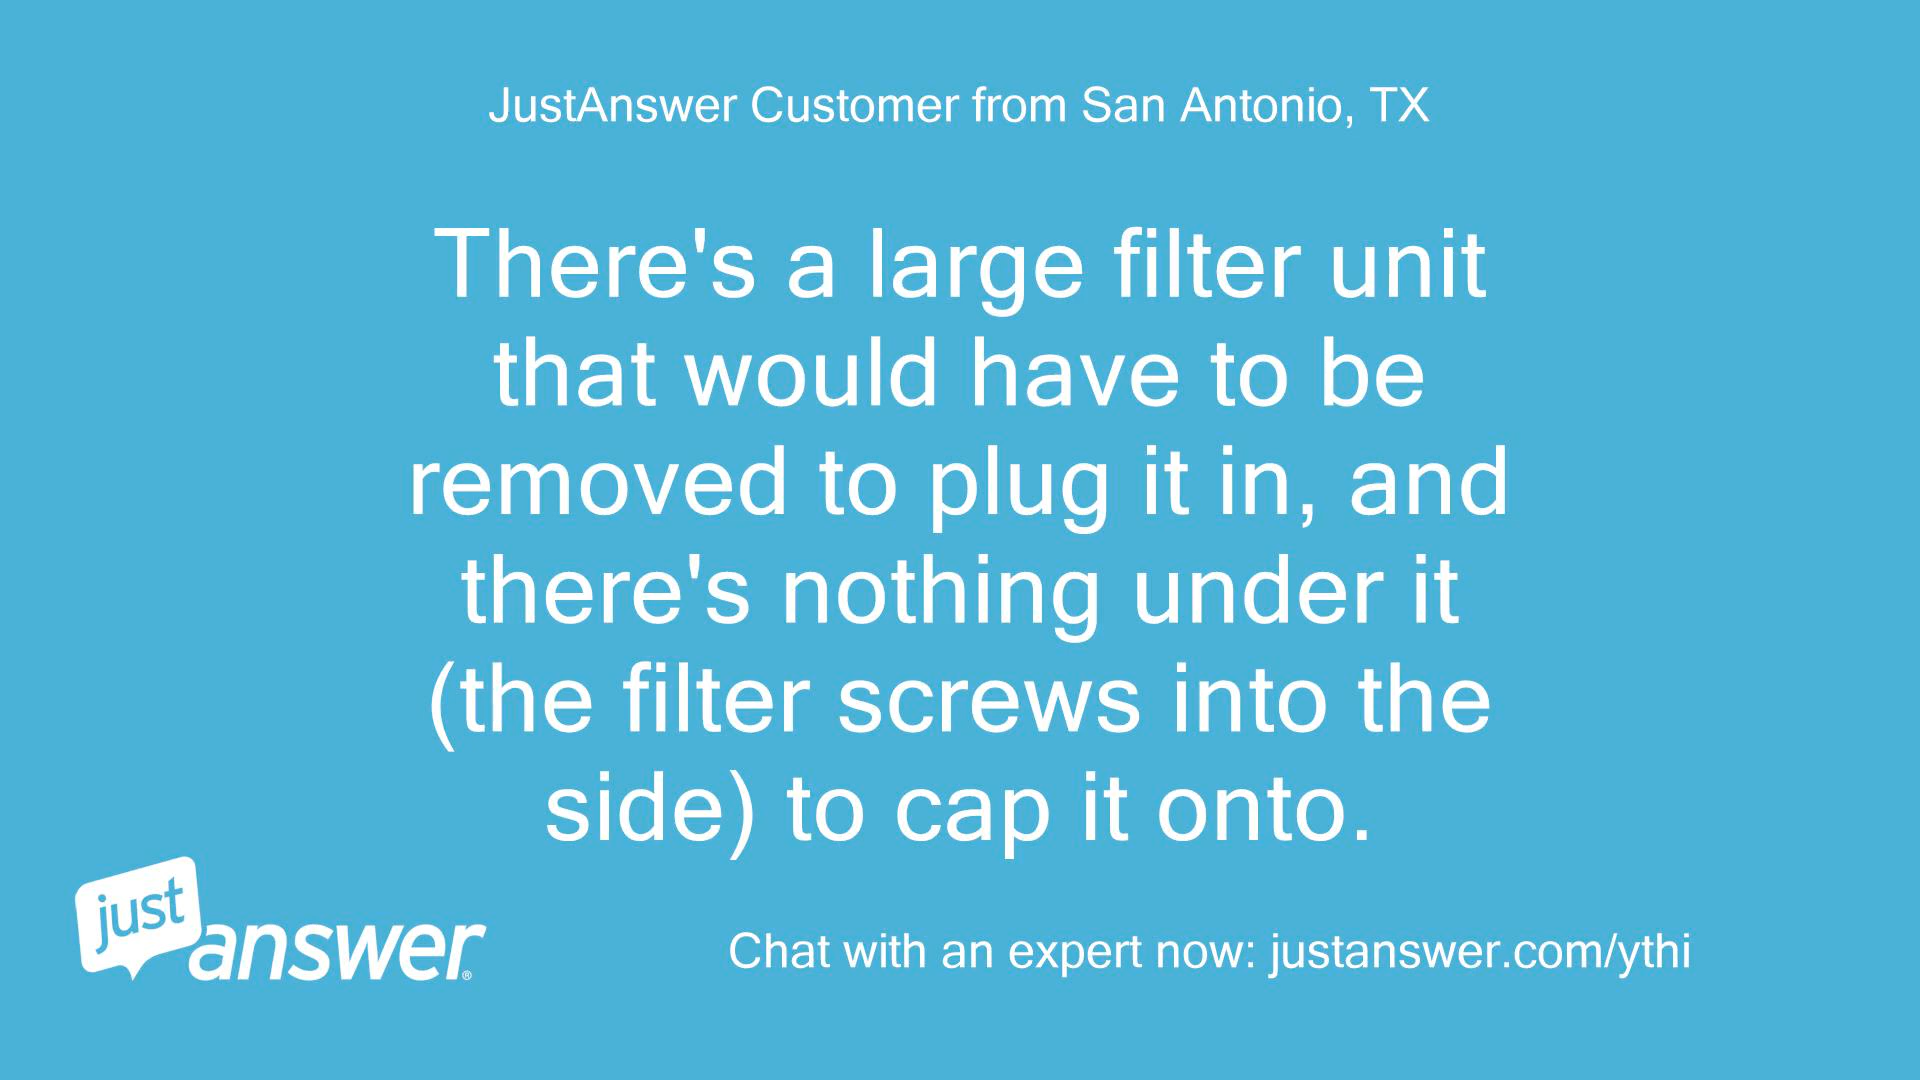 JustAnswer Customer from San Antonio, TX
There's a large filter unit
that would have to be
removed to plug it in, and
there's nothing under it
(the filter screws into the
side) to cap it onto.
just
answer®
Chat with an expert now: justanswer.com/ythi